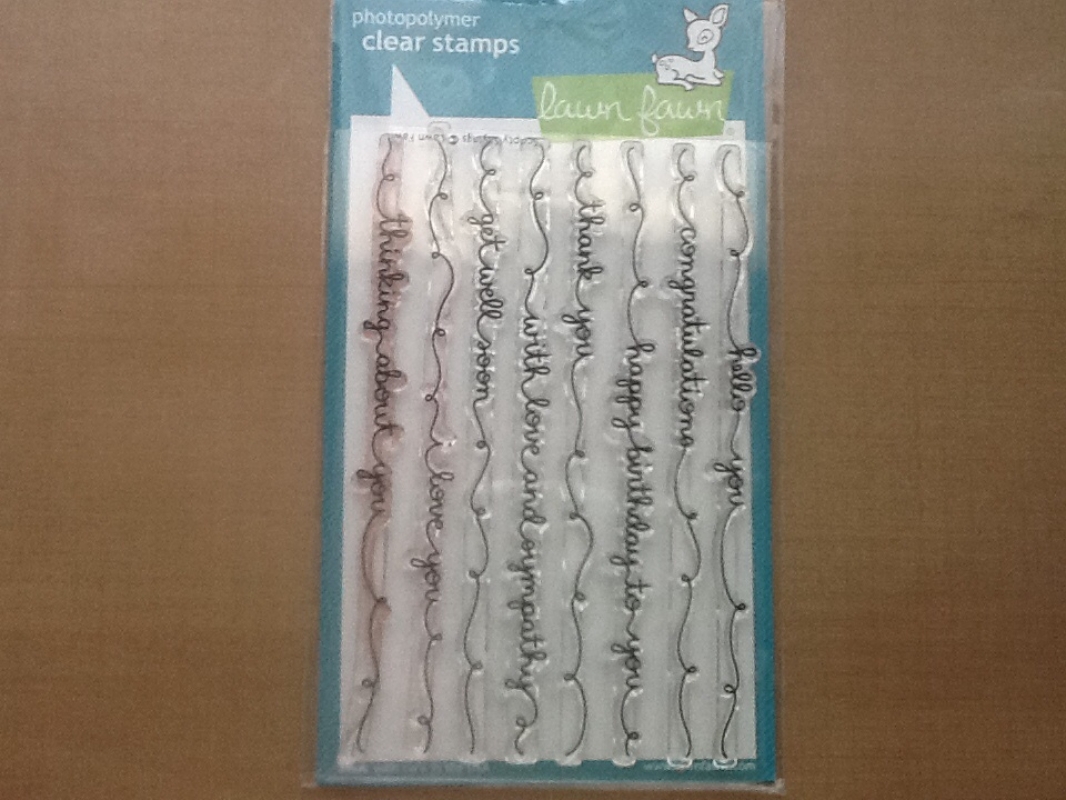 photopolymer
clear stamps
lawn fawn
thinking about you
i love you
get well soon
with love and sympathy
thank you
happy birthday to you
congratulations
hello you